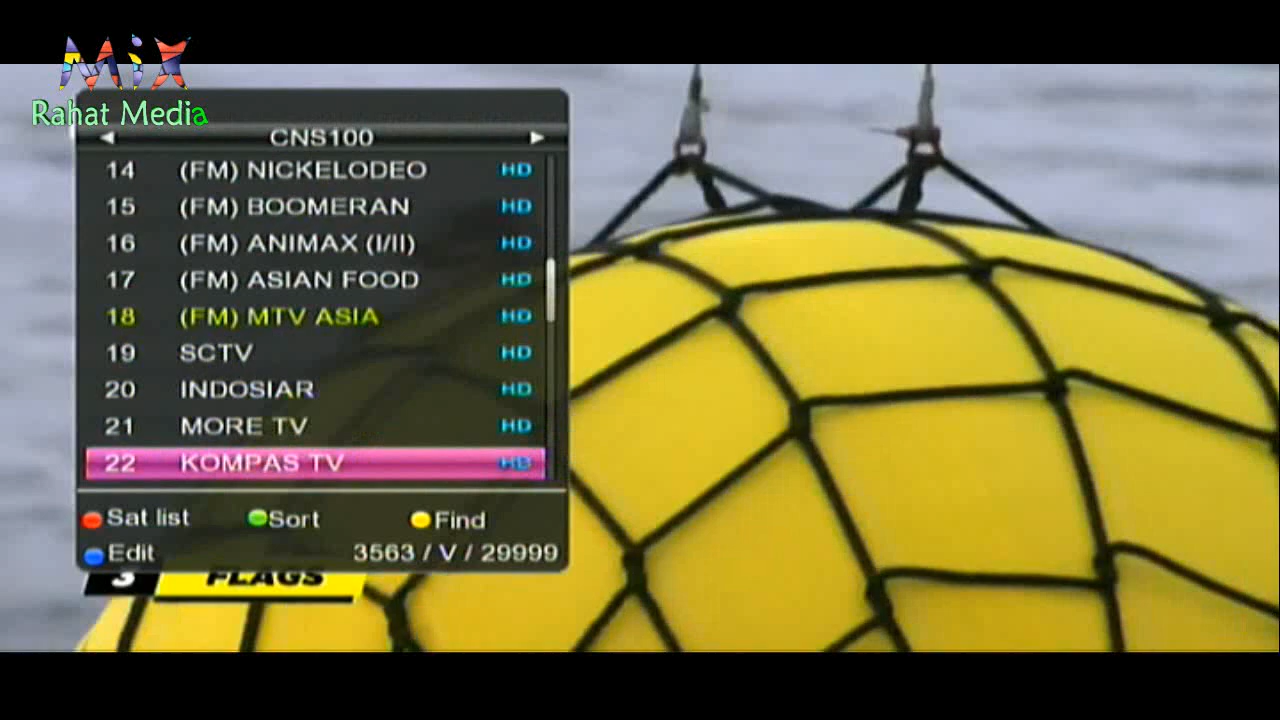 MiX
Rahat Media
CNS100
14 (FM) NICKELODEO HD
15 (FM) BOOMERAN HD
16 (FM) ANIMAX (I/II) HD
17 (FM) ASIAN FOOD HD
18 (FM) MTV ASIA HD
19 SCTV HD
20 INDOSIAR HD
21 MORE TV HD
22 KOMPAS TV HD
Sat list Sort Find
Edit 3563 / V / 29999
3 FLAGS